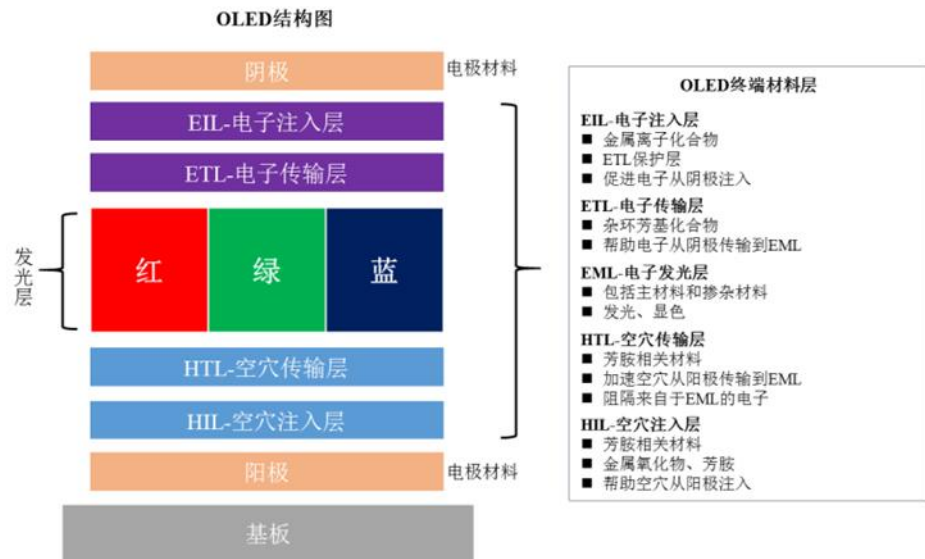 OLED结构图
阴极
电极材料
EIL-电子注入层
ETL-电子传输层
发光层
红
绿
蓝
HTL-空穴传输层
HIL-空穴注入层
阳极
电极材料
基板
OLED终端材料层
EIL-电子注入层
■ 金属离子化合物
■ ETL保护层
■ 促进电子从阴极注入
ETL-电子传输层
■ 杂环芳基化合物
■ 帮助电子从阴极传输到EML
EML-电子发光层
■ 包括主材料和掺杂材料
■ 发光、显色
HTL-空穴传输层
■ 芳胺相关材料
■ 加速空穴从阳极传输到EML
■ 阻隔来自于EML的电子
HIL-空穴注入层
■ 芳胺相关材料
■ 金属氧化物、芳胺
■ 帮助空穴从阳极注入